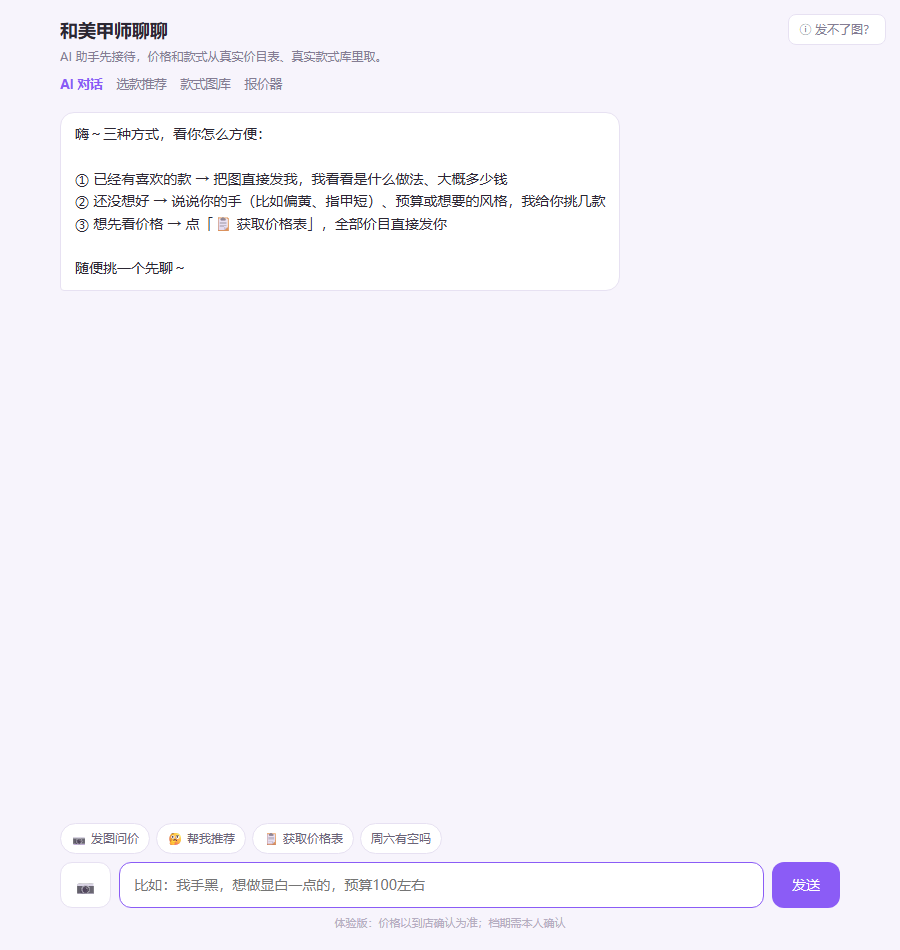 和美甲师聊聊
ⓘ 发不了图?
AI 助手先接待，价格和款式从真实价目表、真实款式库里取。
AI 对话 选款推荐 款式图库 报价器
嗨～三种方式，看你怎么方便：
① 已经有喜欢的款 → 把图直接发我，我看看是什么做法、大概多少钱
② 还没想好 → 说说你的手（比如偏黄、指甲短）、预算或想要的风格，我给你挑几款
③ 想先看价格 → 点「📋 获取价格表」，全部价目直接发你
随便挑一个先聊～
📷 发图问价 🤔 帮我推荐 📋 获取价格表 周六有空吗
📷 比如：我手黑，想做显白一点的，预算100左右 发送
体验版：价格以到店确认为准；档期需本人确认